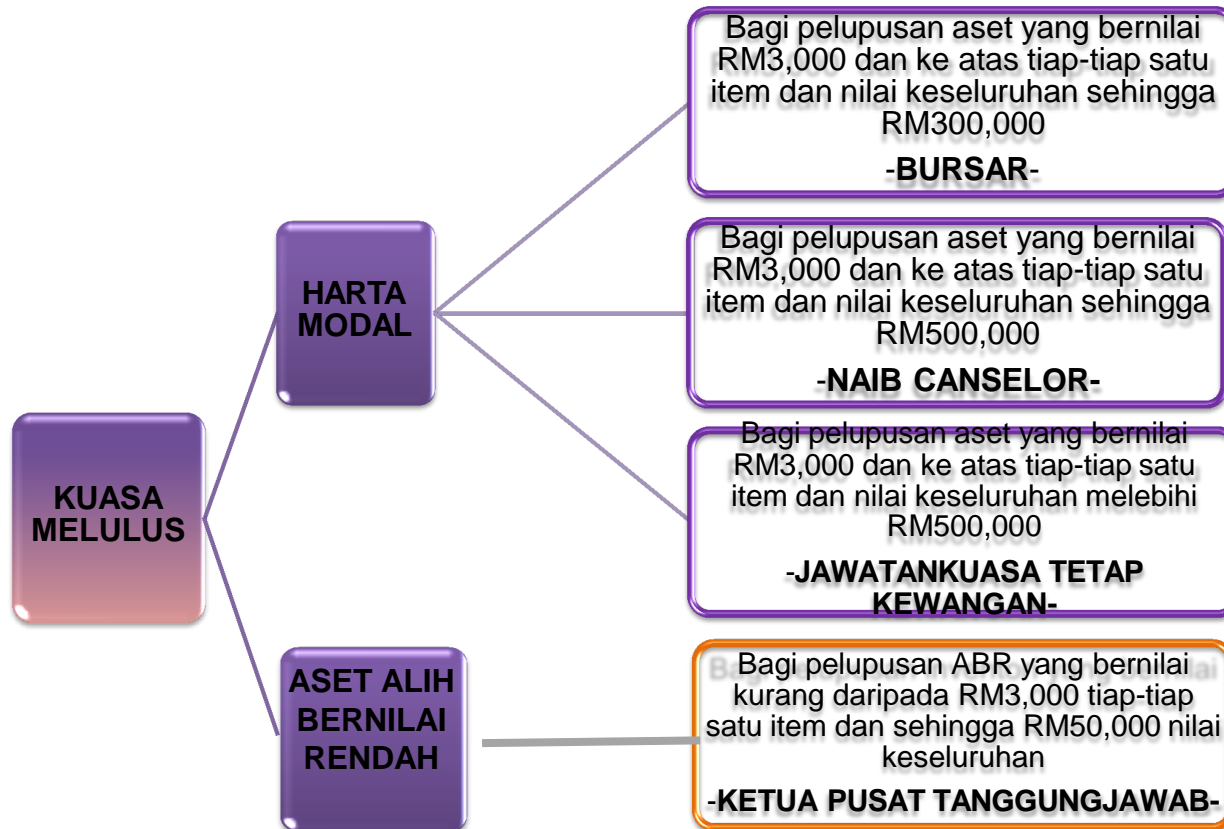 KUASA
MELULUS
HARTA
MODAL
Bagi pelupusan aset yang bernilai
RM3,000 dan ke atas tiap-tiap satu
item dan nilai keseluruhan sehingga
RM300,000
-BURSAR-
Bagi pelupusan aset yang bernilai
RM3,000 dan ke atas tiap-tiap satu
item dan nilai keseluruhan sehingga
RM500,000
-NAIB CANSELOR-
Bagi pelupusan aset yang bernilai
RM3,000 dan ke atas tiap-tiap satu
item dan nilai keseluruhan melebihi
RM500,000
-JAWATANKUASA TETAP
KEWANGAN-
ASET ALIH
BERNILAI
RENDAH
Bagi pelupusan ABR yang bernilai
kurang daripada RM3,000 tiap-tiap
satu item dan sehingga RM50,000 nilai
keseluruhan
-KETUA PUSAT TANGGUNGJAWAB-